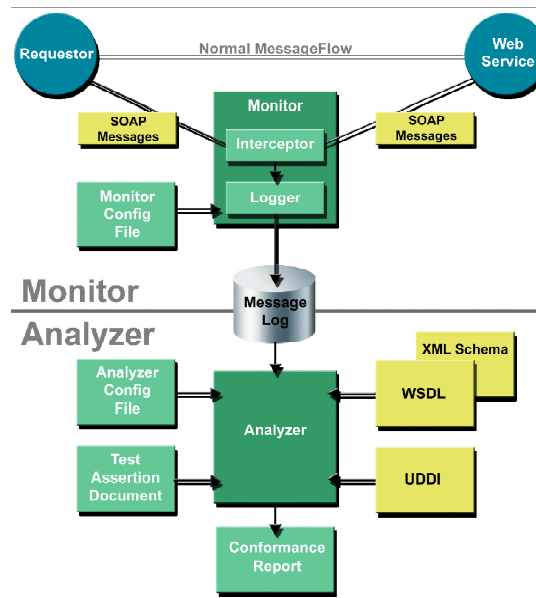 Requestor
Normal MessageFlow
Web
Service
SOAP
Messages
Monitor
Interceptor
Logger
SOAP
Messages
Monitor
Config
File
Message
Log
Monitor
Analyzer
XML Schema
WSDL
Analyzer
Config
File
Analyzer
Test
Assertion
Document
UDDI
Conformance
Report